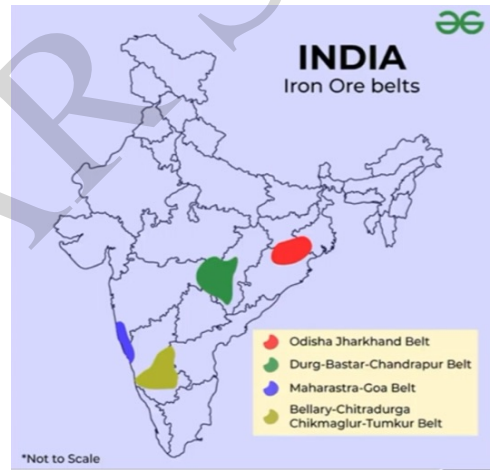 INDIA
Iron Ore belts
Odisha Jharkhand Belt
Durg-Bastar-Chandrapur Belt
Maharastra-Goa Belt
Bellary-Chitradurga
Chikmaglur-Tumkur Belt
*Not to Scale